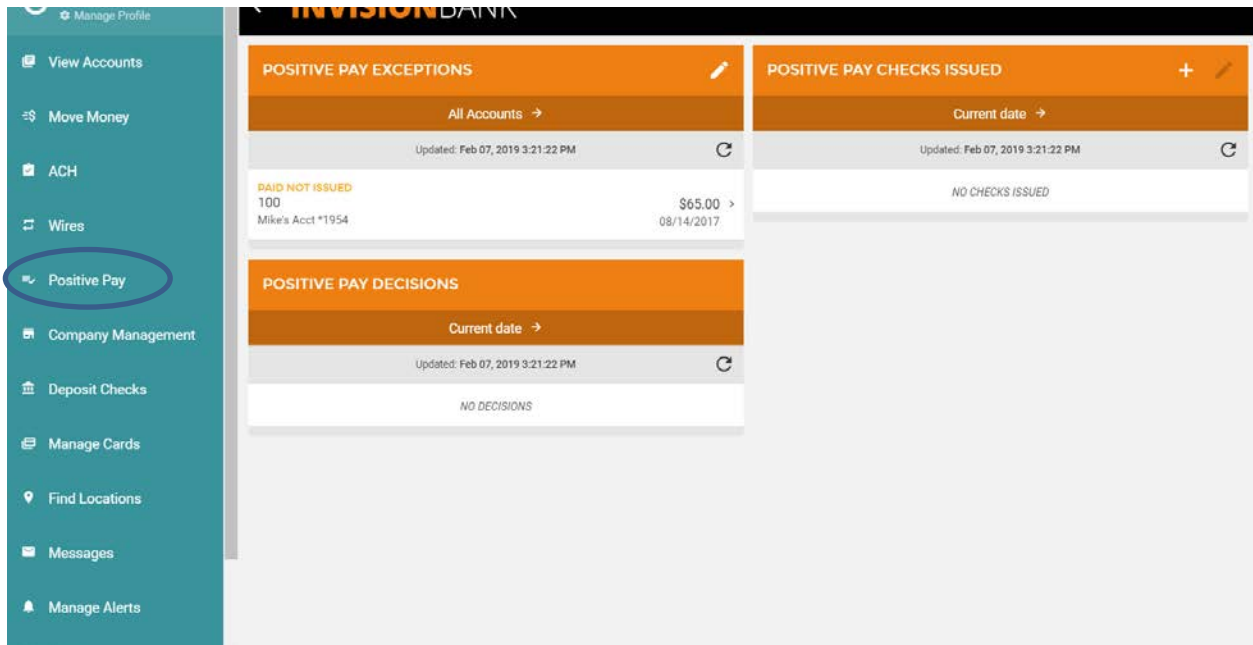 Manage Profile
View Accounts
Move Money
ACH
Wires
Positive Pay
Company Management
Deposit Checks
Manage Cards
Find Locations
Messages
Manage Alerts
INVISIONBANK
POSITIVE PAY EXCEPTIONS
All Accounts →
Updated: Feb 07, 2019 3:21:22 PM
PAID NOT ISSUED
100
$65.00 >
Mike's Acct *1954
08/14/2017
POSITIVE PAY DECISIONS
Current date →
Updated: Feb 07, 2019 3:21:22 PM
NO DECISIONS
POSITIVE PAY CHECKS ISSUED +
Current date →
Updated: Feb 07, 2019 3:21:22 PM
NO CHECKS ISSUED